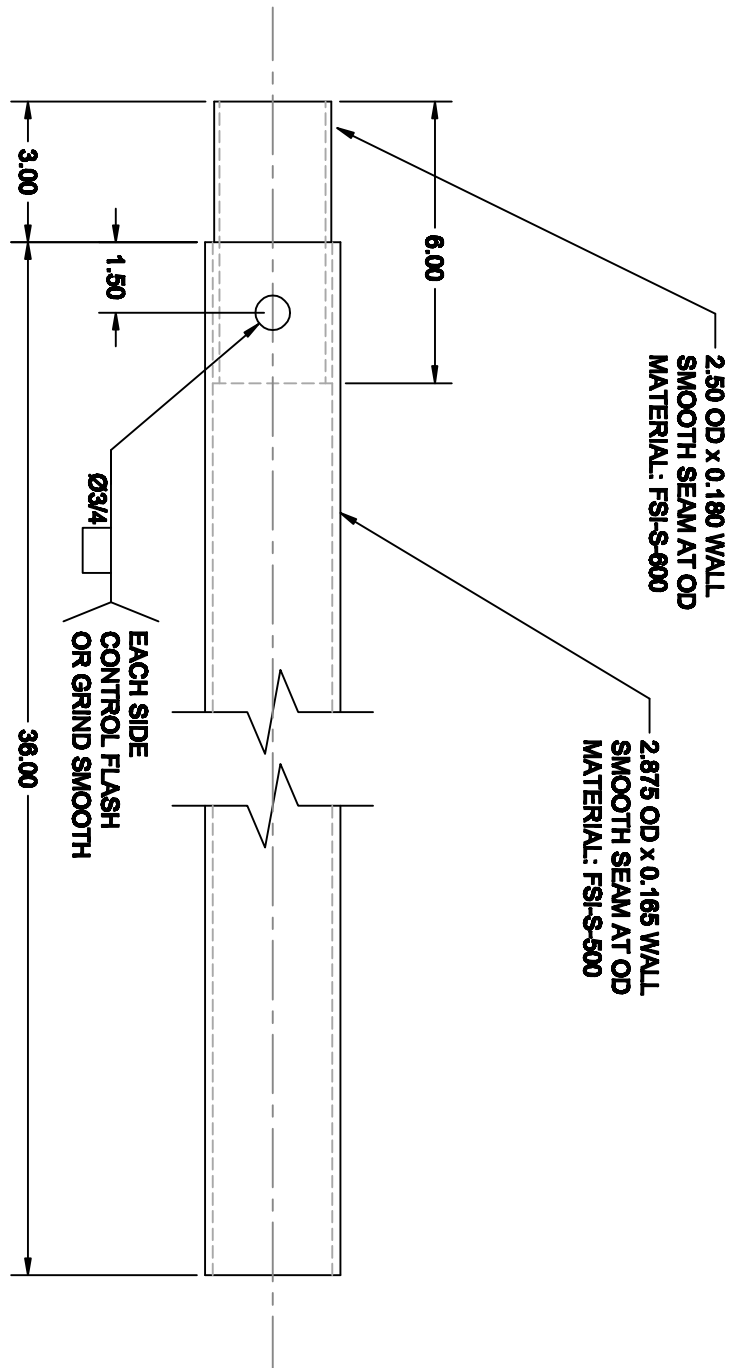 2.50 OD x 0.180 WALL
SMOOTH SEAM AT OD
MATERIAL: FSI-S-600
2.875 OD x 0.165 WALL
SMOOTH SEAM AT OD
MATERIAL: FSI-S-500
6.00
3.00
1.50
Ø3/4
EACH SIDE
CONTROL FLASH
OR GRIND SMOOTH
36.00